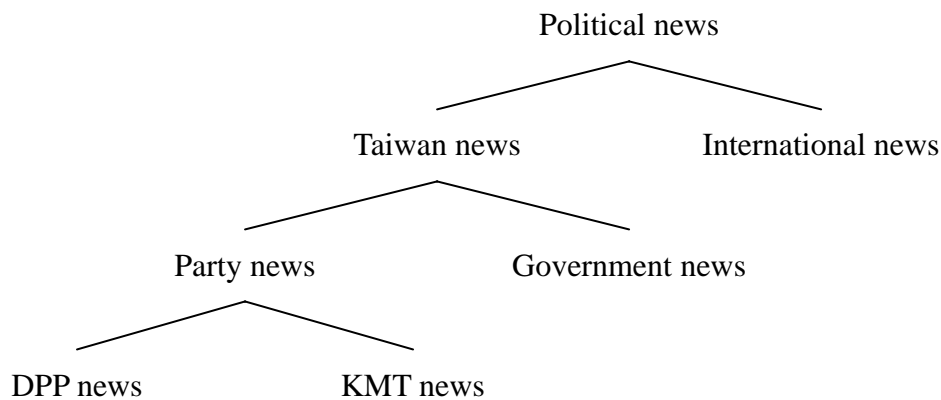 Political news
Taiwan news
International news
Party news
Government news
DPP news
KMT news